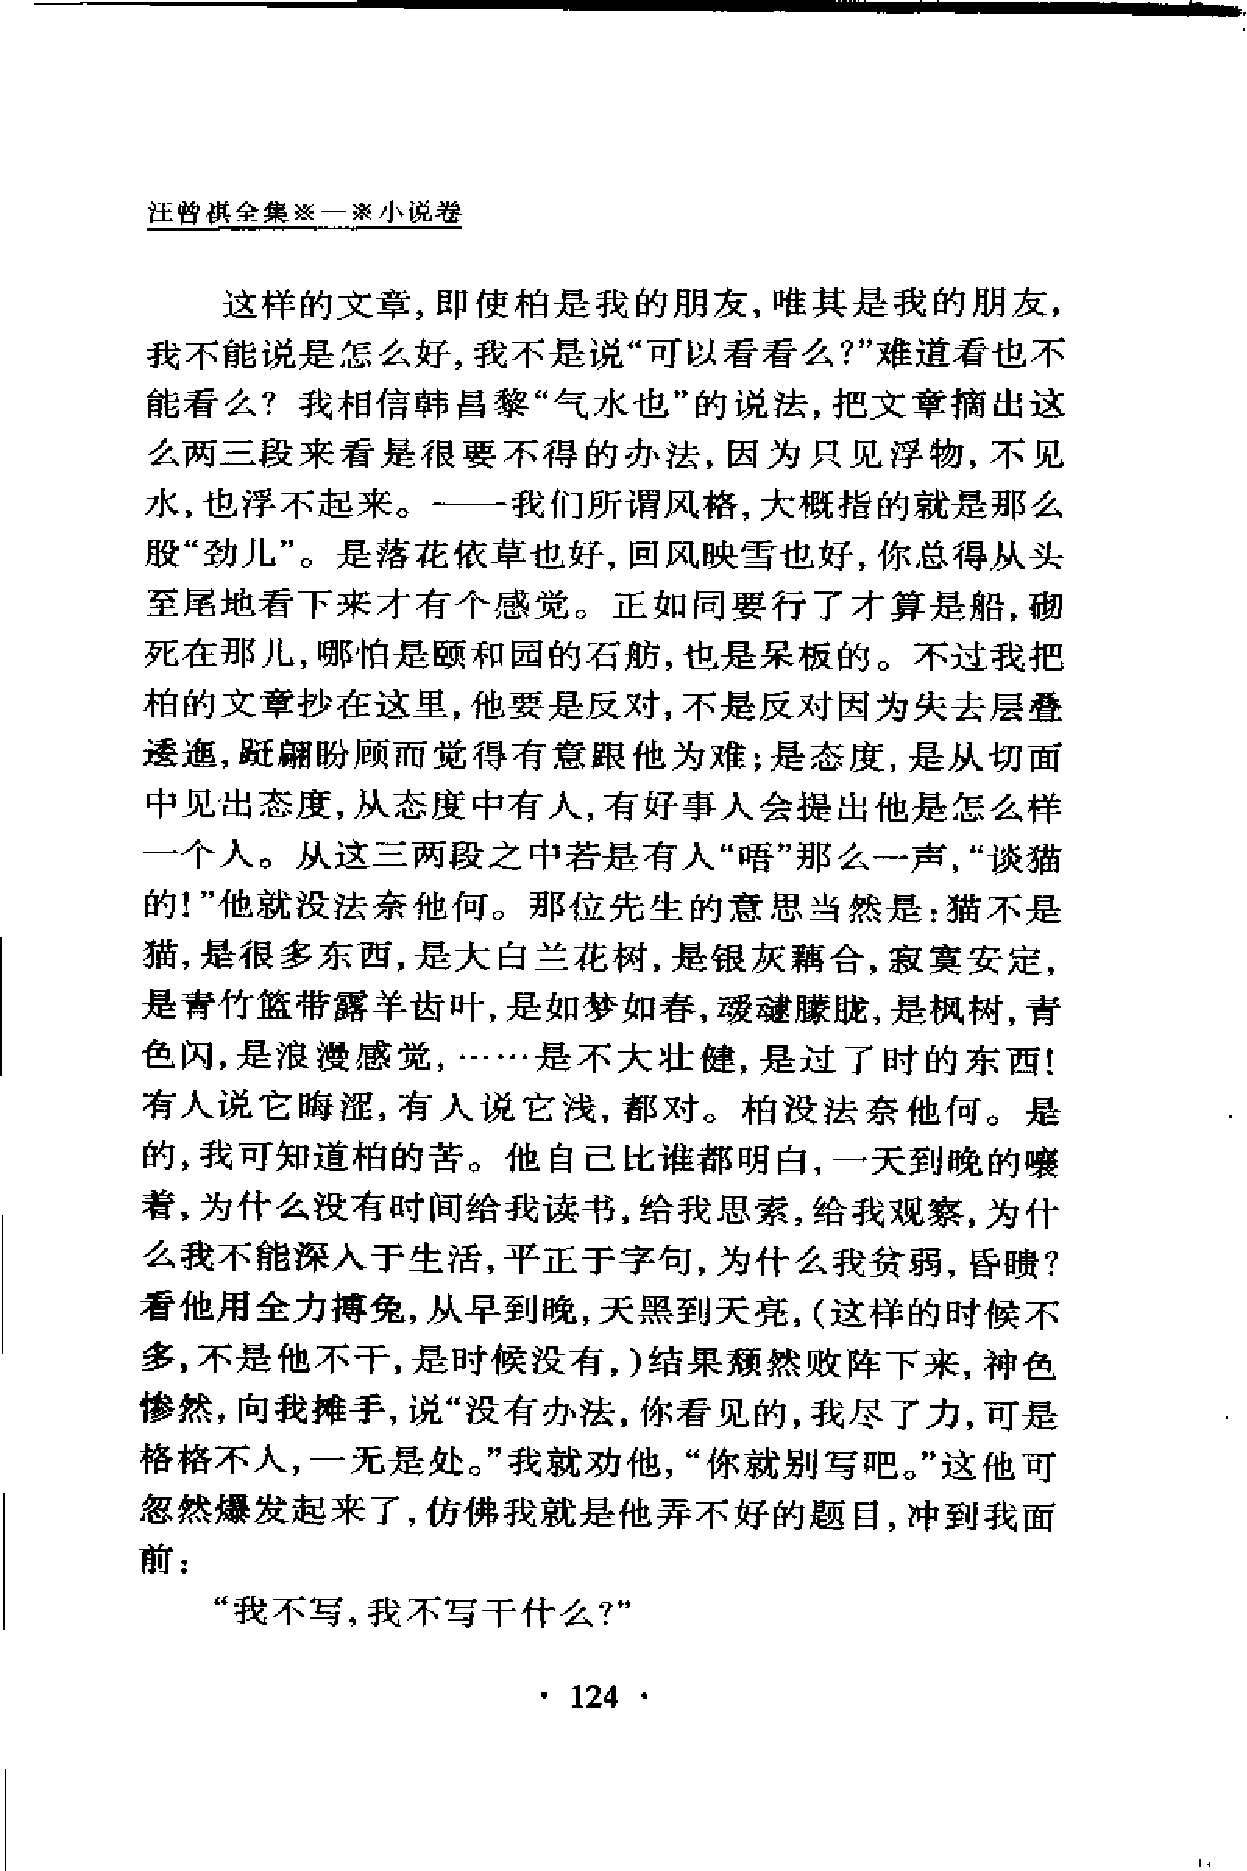 汪曾祺全集※一※小说卷
这样的文章，即使柏是我的朋友，唯其是我的朋友，
我不能说是怎么好，我不是说“可以看看么？”难道看也不
能看么？我相信韩昌黎“气水也”的说法，把文章摘出这
么两三段来看是很要不得的办法，因为只见浮物，不见
水，也浮不起来。——我们所谓风格，大概指的就是那么
股“劲儿”。是落花依草也好，回风映雪也好，你总得从头
至尾地看下来才有个感觉。正如同要行了才算是船，砌
死在那儿，哪怕是颐和园的石舫，也是呆板的。不过我把
柏的文章抄在这里，他要是反对，不是反对因为失去层叠
逶迤，跹翩盼顾而觉得有意跟他为难；是态度，是从切面
中见出态度，从态度中有人，有好事人会提出他是怎么样
一个人。从这三两段之中若是有人“唔”那么一声，“谈猫
的！”他就没法奈他何。那位先生的意思当然是：猫不是
猫，是很多东西，是大白兰花树，是银灰藕合，寂寞安定，
是青竹篮带露羊齿叶，是如梦如春，叆叇朦胧，是枫树，青
色闪，是浪漫感觉，……是不大壮健，是过了时的东西！
有人说它晦涩，有人说它浅，都对。柏没法奈他何。是
的，我可知道柏的苦。他自己比谁都明白，一天到晚的嚷
着，为什么没有时间给我读书，给我思索，给我观察，为什
么我不能深入于生活，平正于字句，为什么我贫弱，昏瞆？
看他用全力搏兔，从早到晚，天黑到天亮，（这样的时候不
多，不是他不干，是时候没有，）结果颓然败阵下来，神色
惨然，向我摊手，说“没有办法，你看见的，我尽了力，可是
格格不入，一无是处。”我就劝他，“你就别写吧。”这他可
忽然爆发起来了，仿佛我就是他弄不好的题目，冲到我面
前：
“我不写，我不写干什么？”
· 124 ·